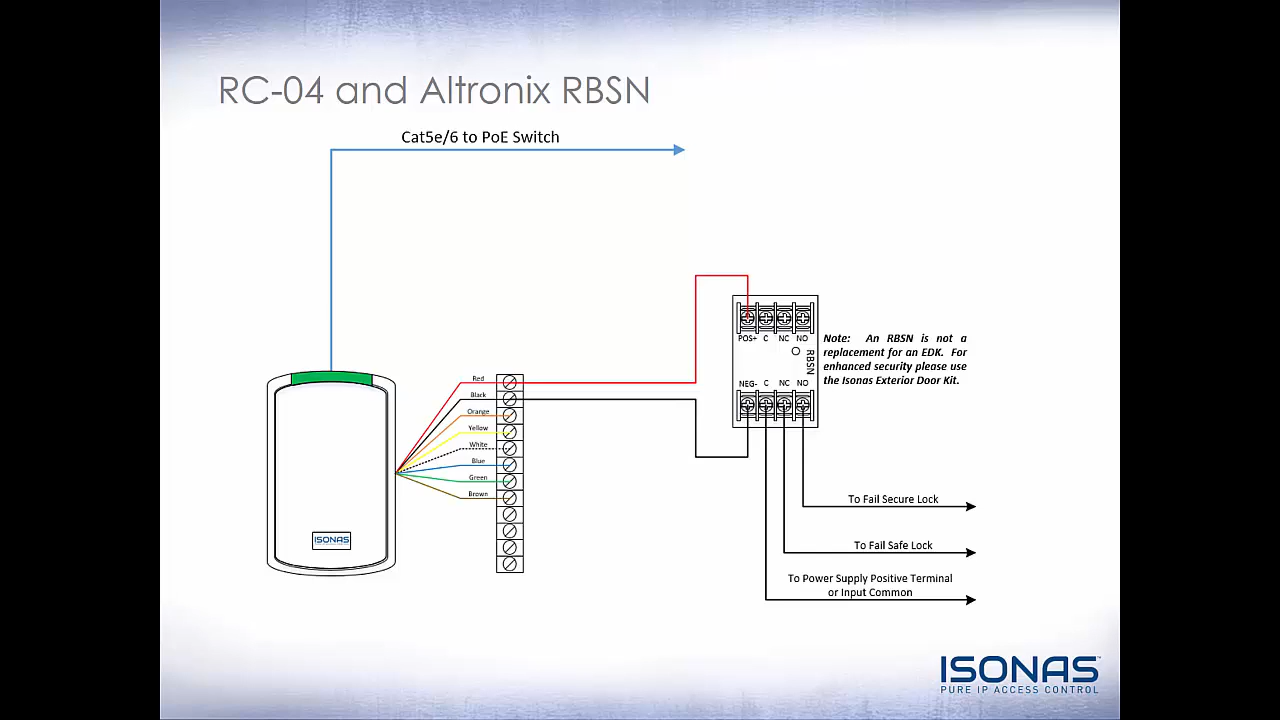 RC-04 and Altronix RBSN
Cat5e/6 to PoE Switch
POS+ C NC NO
RBSN
NEG- C NC NO
Note: An RBSN is not a
replacement for an EDK. For
enhanced security please use
the Isonas Exterior Door Kit.
Red
Black
Orange
Yellow
White
Blue
Green
Brown
To Fail Secure Lock
To Fail Safe Lock
To Power Supply Positive Terminal
or Input Common
ISONAS
ISONAS™
PURE IP ACCESS CONTROL